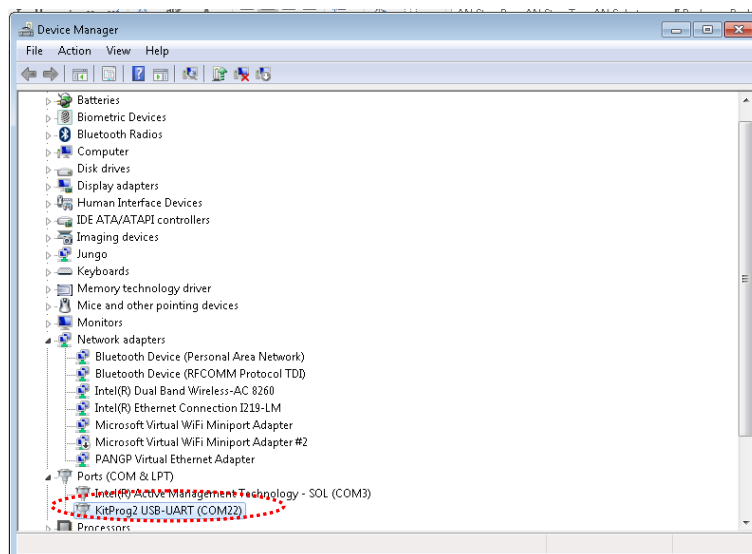 Device Manager
File Action View Help
Batteries
Biometric Devices
Bluetooth Radios
Computer
Disk drives
Display adapters
Human Interface Devices
IDE ATA/ATAPI controllers
Imaging devices
Jungo
Keyboards
Memory technology driver
Mice and other pointing devices
Monitors
Network adapters
Bluetooth Device (Personal Area Network)
Bluetooth Device (RFCOMM Protocol TDI)
Intel(R) Dual Band Wireless-AC 8260
Intel(R) Ethernet Connection I219-LM
Microsoft Virtual WiFi Miniport Adapter
Microsoft Virtual WiFi Miniport Adapter #2
PANGP Virtual Ethernet Adapter
Ports (COM & LPT)
Intel(R) Active Management Technology - SOL (COM3)
KitProg2 USB-UART (COM22)
Processors